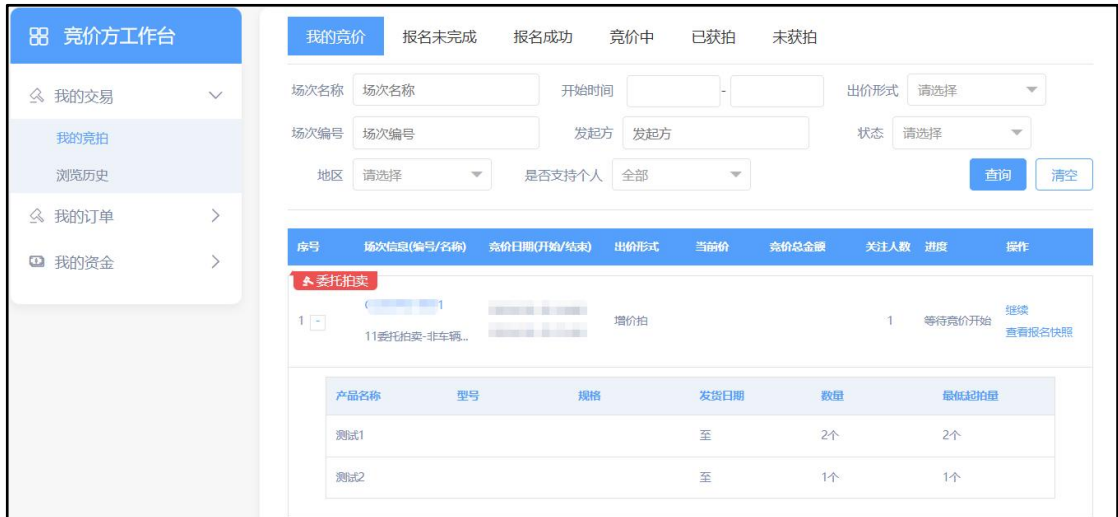 竞价方工作台
我的交易
我的竞拍
浏览历史
我的订单
我的资金
我的竞价 报名未完成 报名成功 竞价中 已获拍 未获拍
场次名称 场次名称 开始时间 - 出价形式 请选择
场次编号 场次编号 发起方 发起方 状态 请选择
地区 请选择 是否支持个人 全部 查询 清空
序号 场次信息(编号/名称) 竞价日期(开始/结束) 出价形式 当前价 竞价总金额 关注人数 进度 操作
委托拍卖
1 - 11委托拍卖-非车辆... 增价拍 1 等待竞价开始 继续
查看报名快照
产品名称 型号 规格 发货日期 数量 最低起拍量
测试1 至 2个 2个
测试2 至 1个 1个